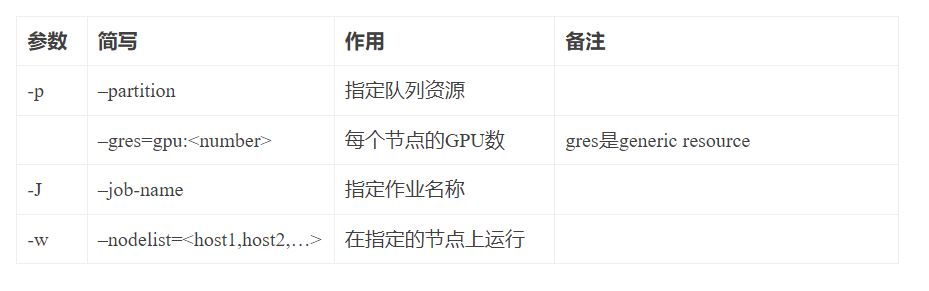 参数 简写 作用 备注
-p –partition 指定队列资源
–gres=gpu:<number> 每个节点的GPU数 gres是generic resource
-J –job-name 指定作业名称
-w –nodelist=<host1,host2,…> 在指定的节点上运行